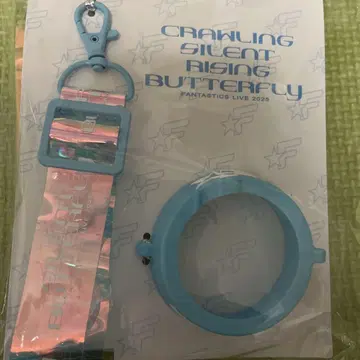 CRAWLING
SILENT
RISING
BUTTERFLY
FANTASTICS LIVE 2025